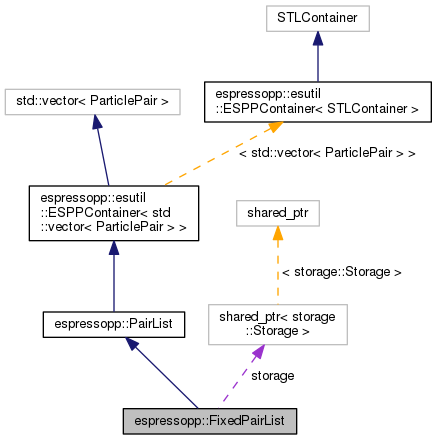 STLContainer
std::vector< ParticlePair >
espressopp::esutil
::ESPPContainer< STLContainer >
< std::vector< ParticlePair > >
espressopp::esutil
::ESPPContainer< std
::vector< ParticlePair > >
shared_ptr
< storage::Storage >
espressopp::PairList
shared_ptr< storage
::Storage >
storage
espressopp::FixedPairList